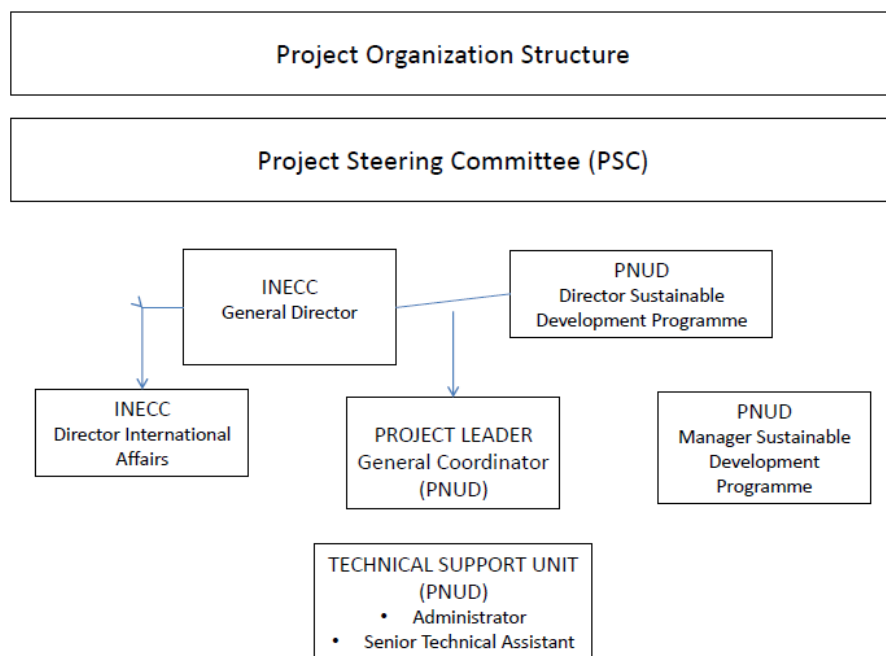 Project Organization Structure
Project Steering Committee (PSC)
INECC
General Director
PNUD
Director Sustainable
Development Programme
INECC
Director International
Affairs
PROJECT LEADER
General Coordinator
(PNUD)
PNUD
Manager Sustainable
Development
Programme
TECHNICAL SUPPORT UNIT
(PNUD)
• Administrator
• Senior Technical Assistant